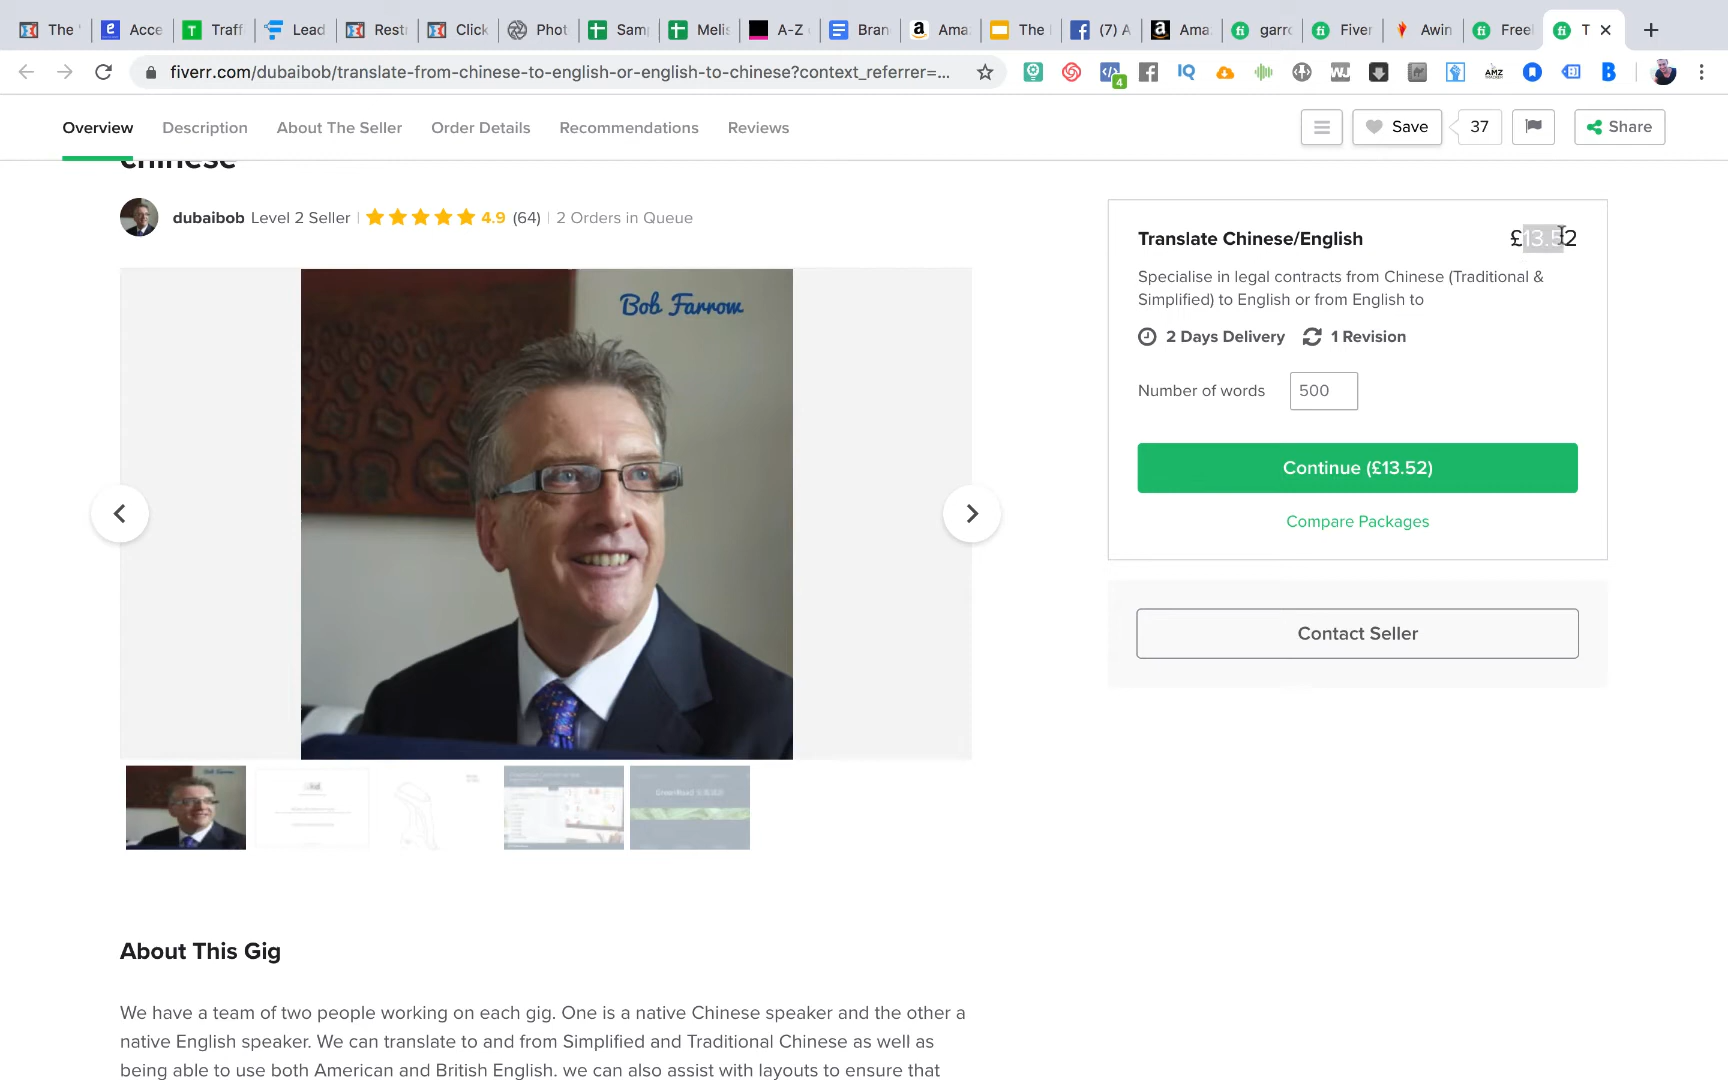 The
Acce
Traff
Lead
Rest
Click
Phot
Sam
Melis
A-Z
Bran
Ama
The
(7) A
Ama
garr
Fiver
Awin
Freel
T
fiverr.com/dubaibob/translate-from-chinese-to-english-or-english-to-chinese?context_referrer=...
4
IQ
WJ
AMZ
B
Overview
Description
About The Seller
Order Details
Recommendations
Reviews
Save
37
Share
chinese
dubaibob Level 2 Seller | 4.9 (64) | 2 Orders in Queue
Bob Farrow
Translate Chinese/English
£13.52
Specialise in legal contracts from Chinese (Traditional &
Simplified) to English or from English to
2 Days Delivery 1 Revision
Number of words 500
Continue (£13.52)
Compare Packages
Contact Seller
About This Gig
We have a team of two people working on each gig. One is a native Chinese speaker and the other a
native English speaker. We can translate to and from Simplified and Traditional Chinese as well as
being able to use both American and British English. we can also assist with layouts to ensure that